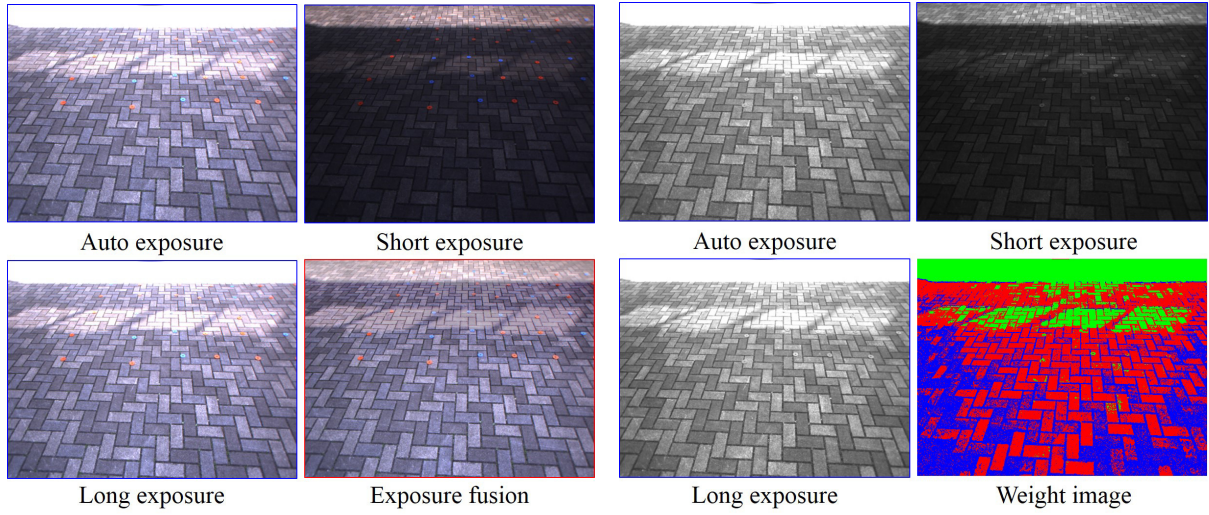 Auto exposure
Short exposure
Auto exposure
Short exposure
Long exposure
Exposure fusion
Long exposure
Weight image